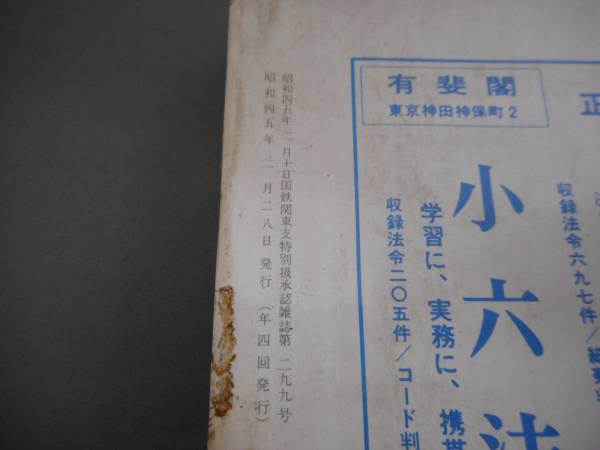 有斐閣
東京神田神保町2
正
収録法令六九七件/
小六法
学習に、実務に、携帯
収録法令二〇五件/コード判
昭和四五年二月十日国鉄関東支特別扱承認雑誌第二九九号
昭和四五年二月二八日発行(年四回発行)